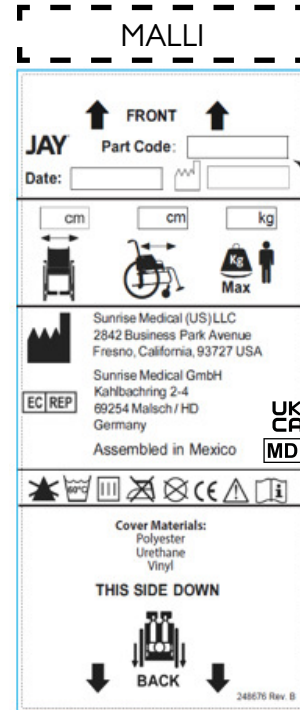 MALLI
FRONT
JAY
Part Code:
Date:
cm
cm
kg
Kg
Max
Sunrise Medical (US) LLC
2842 Business Park Avenue
Fresno, California, 93727 USA
Sunrise Medical GmbH
Kahlbachring 2-4
69254 Malsch / HD
Germany
EC REP
UK
CA
Assembled in Mexico
MD
60°C
CE
i
Cover Materials:
Polyester
Urethane
Vinyl
THIS SIDE DOWN
BACK
248676 Rev. B